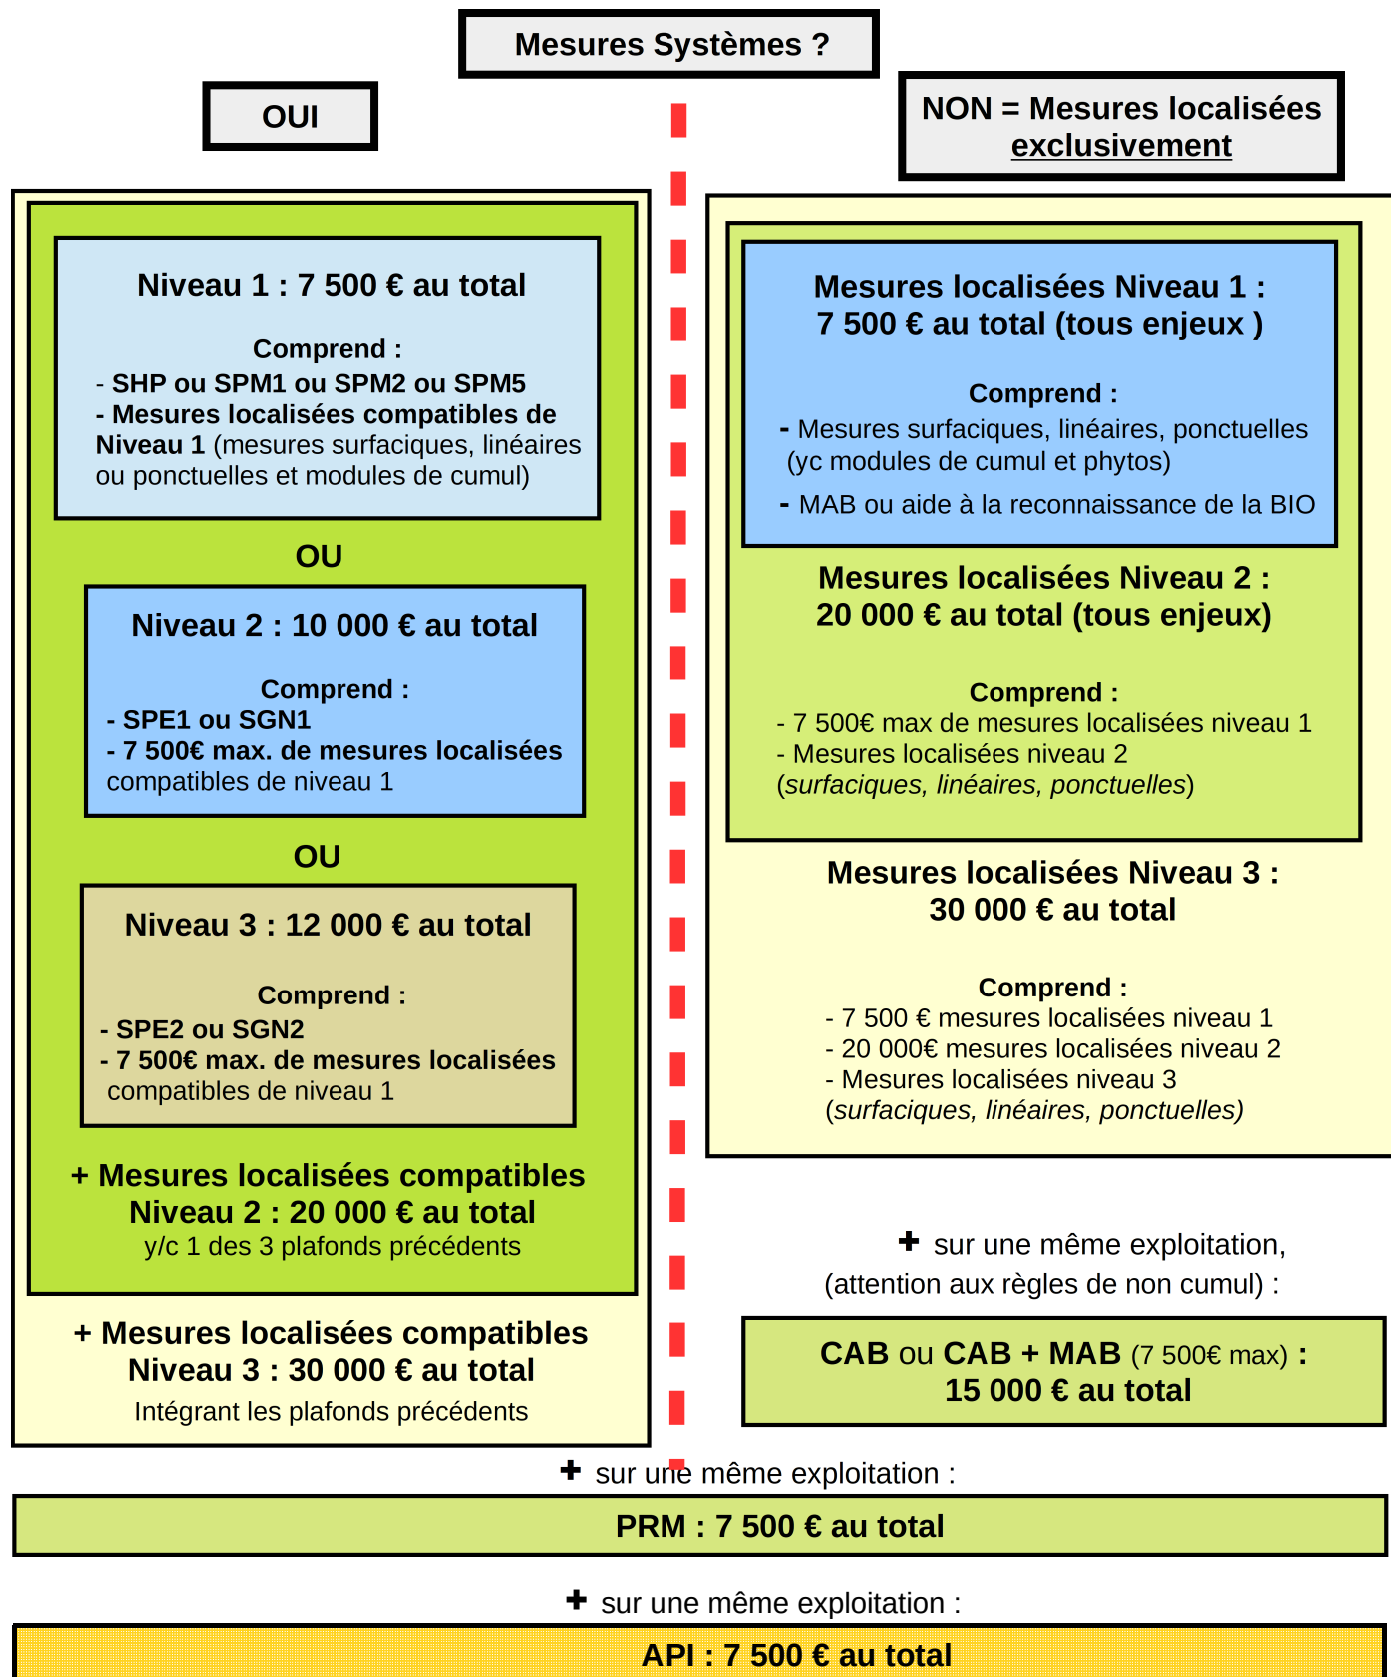 Mesures Systèmes ?
OUI
NON = Mesures localisées
exclusivement
Niveau 1 : 7 500 € au total
Comprend :
- SHP ou SPM1 ou SPM2 ou SPM5
- Mesures localisées compatibles de
Niveau 1 (mesures surfaciques, linéaires
ou ponctuelles et modules de cumul)
OU
Niveau 2 : 10 000 € au total
Comprend :
- SPE1 ou SGN1
- 7 500€ max. de mesures localisées
compatibles de niveau 1
OU
Niveau 3 : 12 000 € au total
Comprend :
- SPE2 ou SGN2
- 7 500€ max. de mesures localisées
compatibles de niveau 1
+ Mesures localisées compatibles
Niveau 2 : 20 000 € au total
y/c 1 des 3 plafonds précédents
+ Mesures localisées compatibles
Niveau 3 : 30 000 € au total
Intégrant les plafonds précédents
Mesures localisées Niveau 1 :
7 500 € au total (tous enjeux )
Comprend :
- Mesures surfaciques, linéaires, ponctuelles
(yc modules de cumul et phytos)
- MAB ou aide à la reconnaissance de la BIO
Mesures localisées Niveau 2 :
20 000 € au total (tous enjeux)
Comprend :
- 7 500€ max de mesures localisées niveau 1
- Mesures localisées niveau 2
(surfaciques, linéaires, ponctuelles)
Mesures localisées Niveau 3 :
30 000 € au total
Comprend :
- 7 500 € mesures localisées niveau 1
- 20 000€ mesures localisées niveau 2
- Mesures localisées niveau 3
(surfaciques, linéaires, ponctuelles)
+ sur une même exploitation,
(attention aux règles de non cumul) :
CAB ou CAB + MAB (7 500€ max) :
15 000 € au total
+ sur une même exploitation :
PRM : 7 500 € au total
+ sur une même exploitation :
API : 7 500 € au total